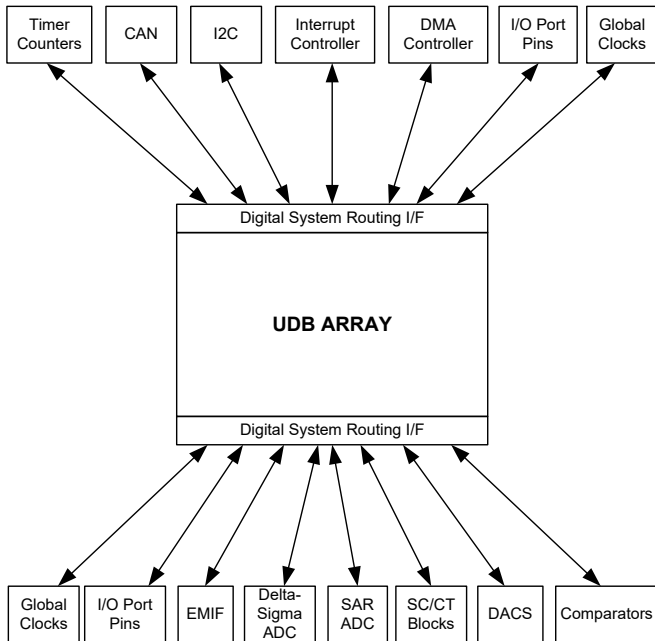 Timer
Counters
CAN
I2C
Interrupt
Controller
DMA
Controller
I/O Port
Pins
Global
Clocks
Digital System Routing I/F
UDB ARRAY
Digital System Routing I/F
Global
Clocks
I/O Port
Pins
EMIF
Delta-
Sigma
ADC
SAR
ADC
SC/CT
Blocks
DACS
Comparators